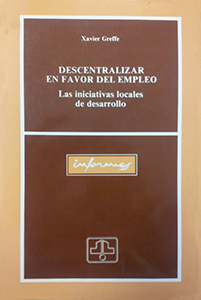 Xavier Greffe
DESCENTRALIZAR
EN FAVOR DEL EMPLEO
Las iniciativas locales
de desarrollo
informes